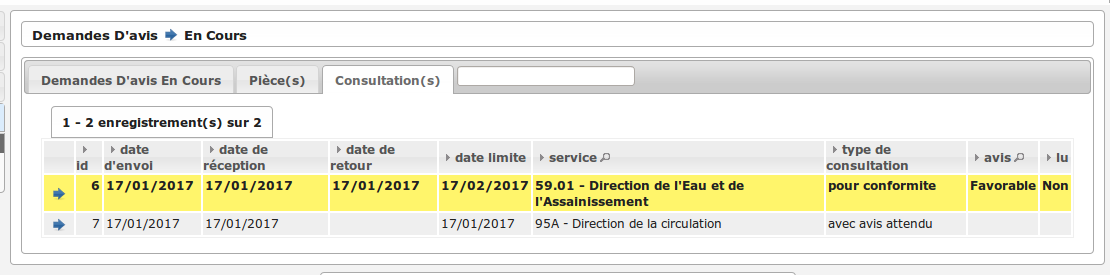 Demandes D'avis En Cours
Demandes D'avis En Cours Pièce(s) Consultation(s)
1 - 2 enregistrement(s) sur 2
id date d'envoi date de réception date de retour date limite service type de consultation avis lu
6 17/01/2017 17/01/2017 17/01/2017 17/02/2017 59.01 - Direction de l'Eau et de l'Assainissement pour conformite Favorable Non
7 17/01/2017 17/01/2017 17/01/2017 95A - Direction de la circulation avec avis attendu